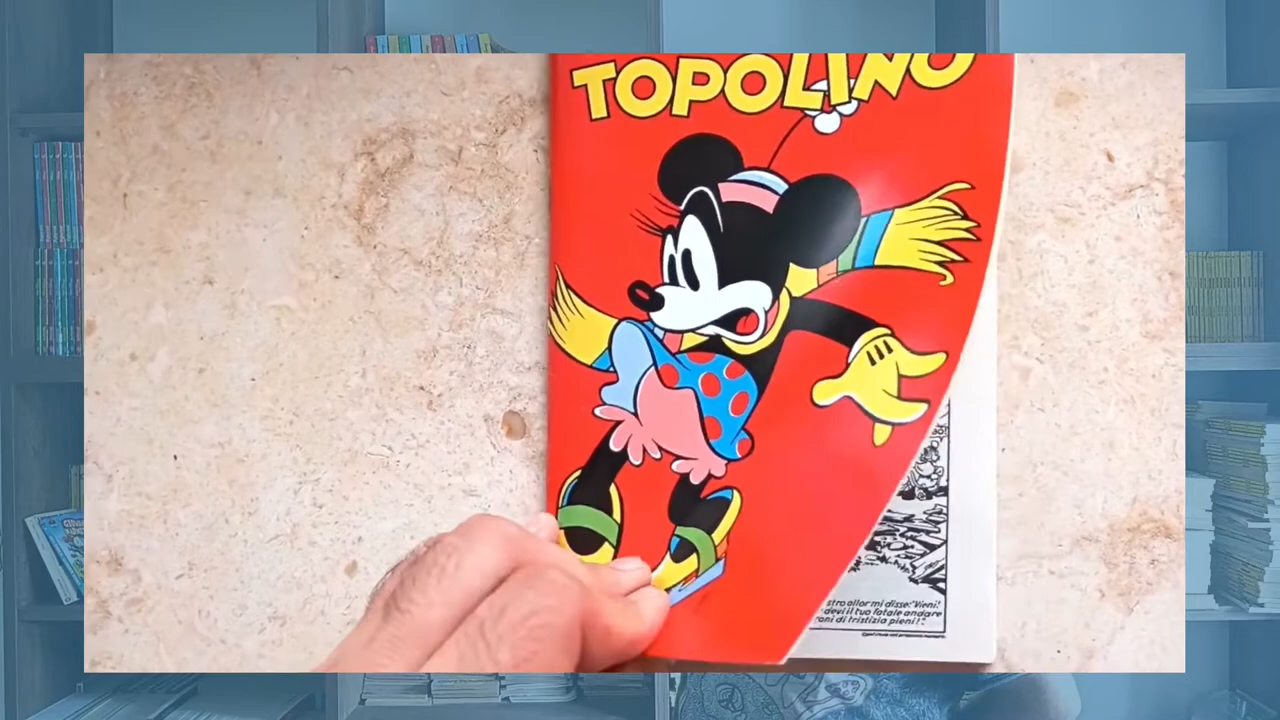 TOPOLINO
stro allor mi disse:"Vieni!
devi il tuo fatale andare
roni di tristizia pieni!"